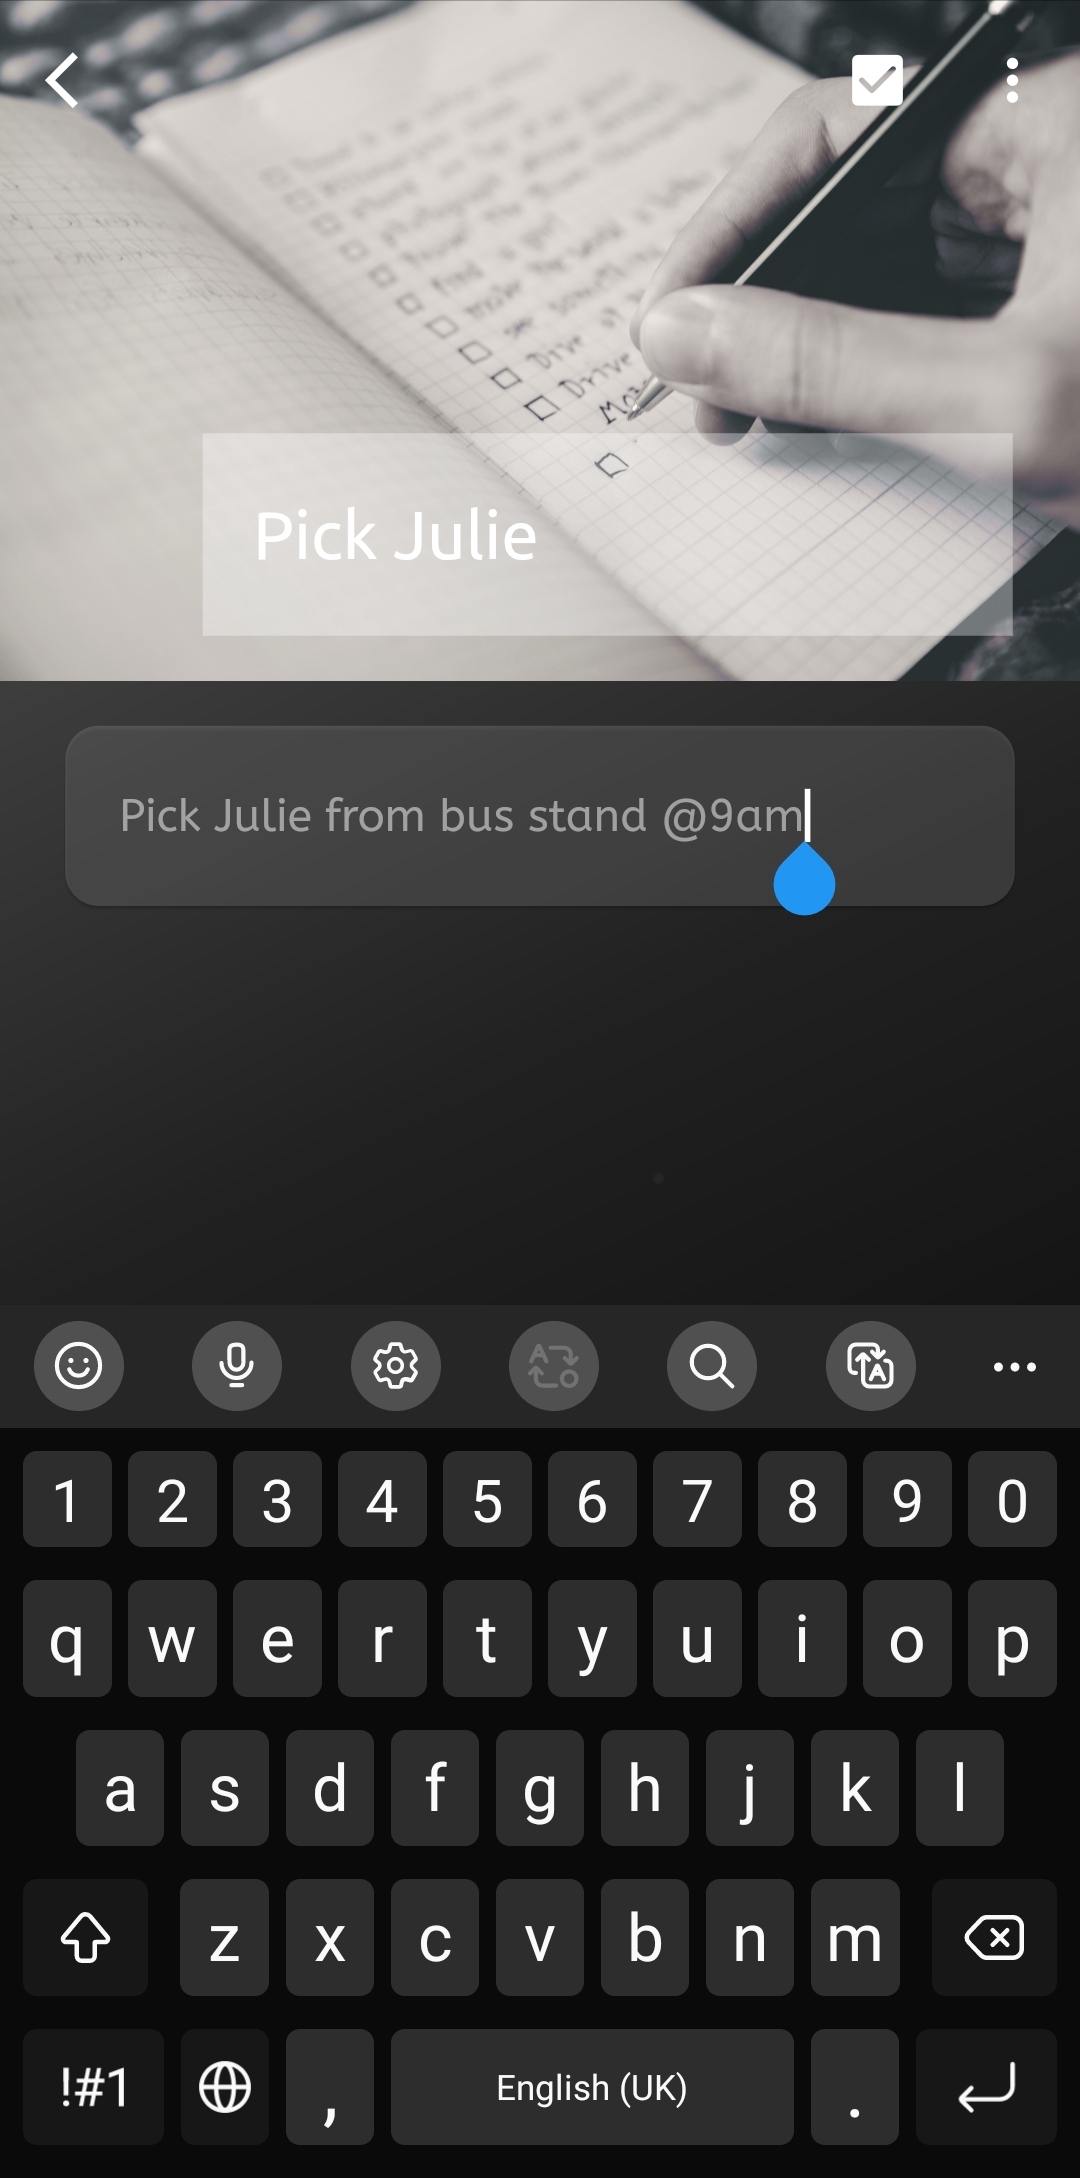 Drive
Pick Julie
Pick Julie from bus stand @9am
1 2 3 4 5 6 7 8 9 0
q w e r t y u i o p
a s d f g h j k l
z x c v b n m
!#1 , English (UK) .